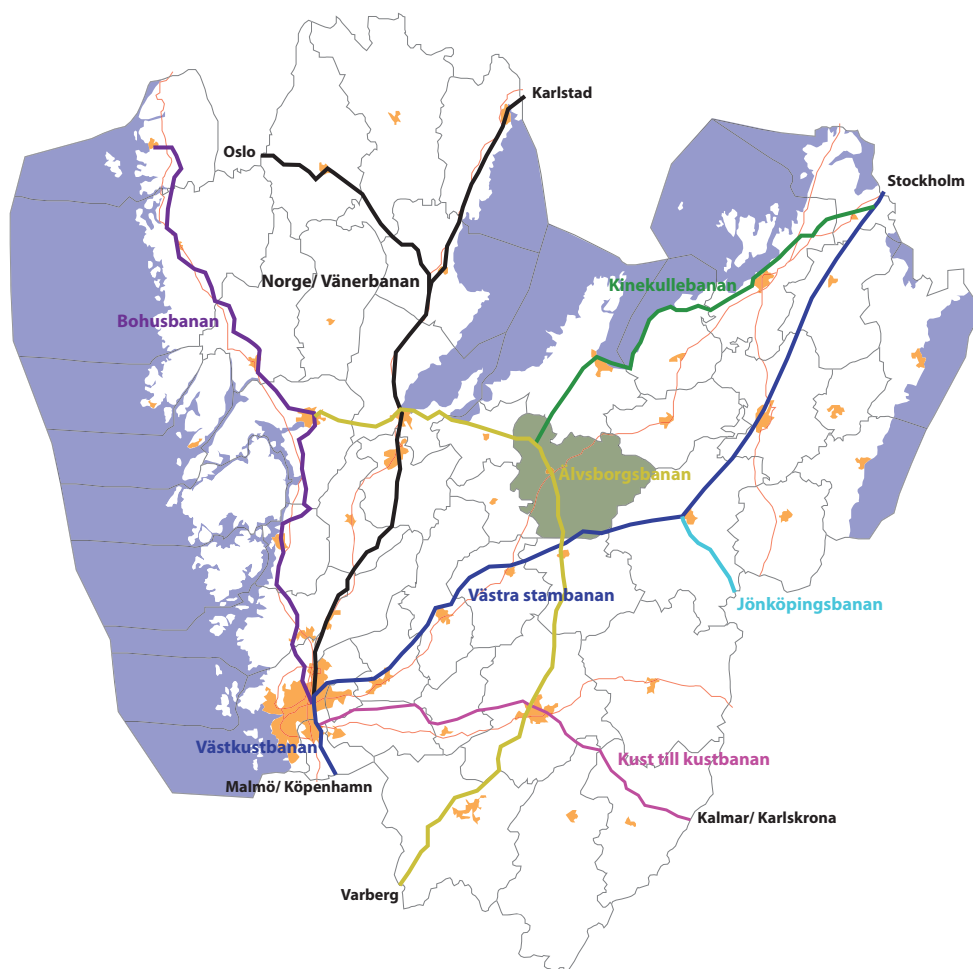 Karlstad
Oslo
Stockholm
Norge/ Vänerbanan
Kinekullebanan
Bohusbanan
Älvsborgsbanan
Västra stambanan
Jönköpingsbanan
Västkustbanan
Kust till kustbanan
Malmö/ Köpenhamn
Kalmar/ Karlskrona
Varberg